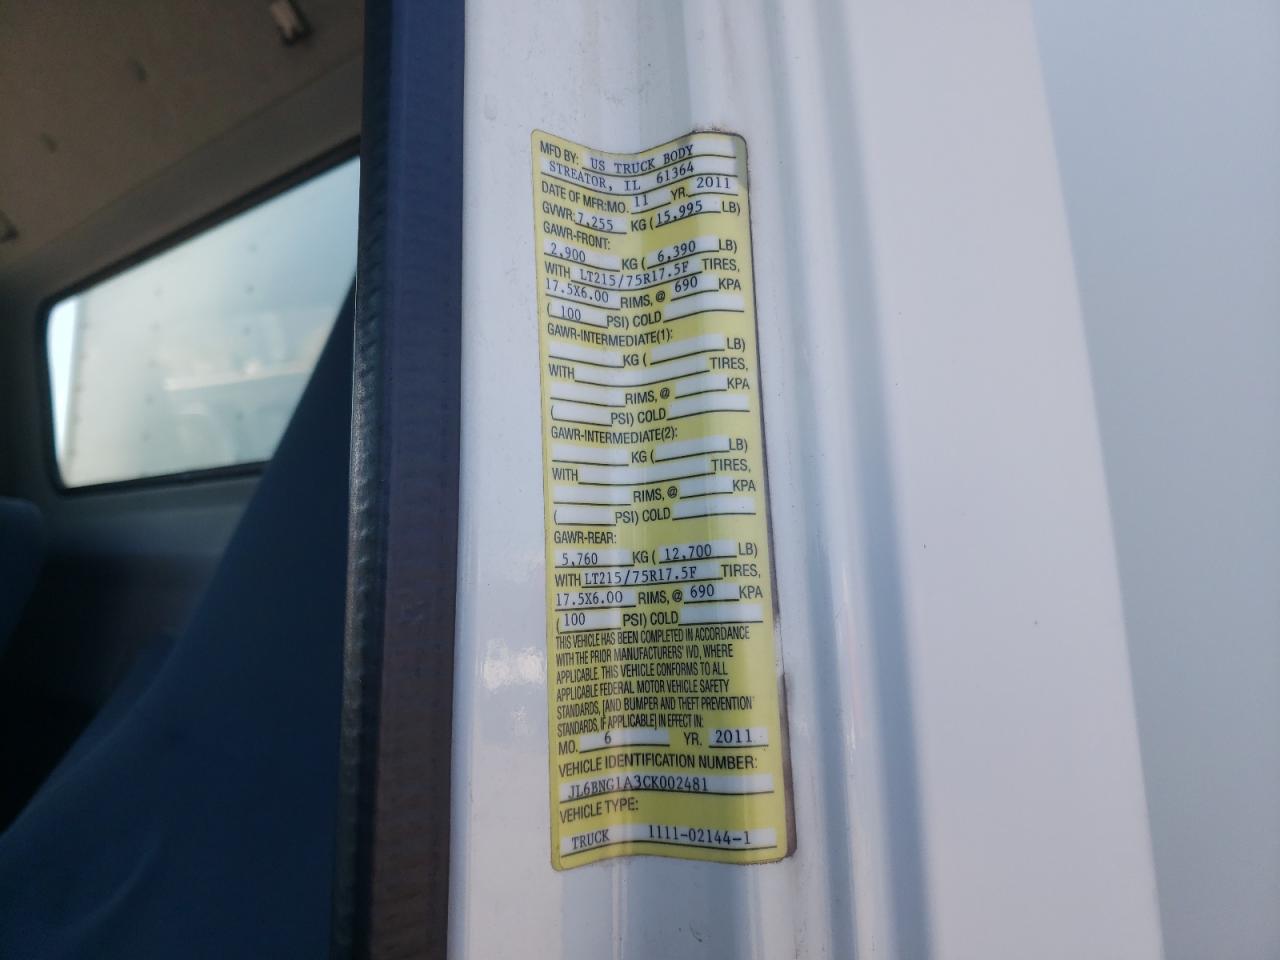 MFD BY: US TRUCK BODY
STREATOR, IL 61364
DATE OF MFR: MO. 11 YR. 2011
GVWR: 7,255 KG ( 15,995 LB)
GAWR-FRONT:
2,900 KG ( 6,390 LB)
WITH LT215/75R17.5F TIRES,
17.5X6.00 RIMS, @ 690 KPA
( 100 PSI) COLD
GAWR-INTERMEDIATE(1):
KG ( LB)
WITH TIRES,
RIMS, @ KPA
( PSI) COLD
GAWR-INTERMEDIATE(2):
KG ( LB)
WITH TIRES,
RIMS, @ KPA
( PSI) COLD
GAWR-REAR:
5,760 KG ( 12,700 LB)
WITH LT215/75R17.5F TIRES,
17.5X6.00 RIMS, @ 690 KPA
( 100 PSI) COLD
THIS VEHICLE HAS BEEN COMPLETED IN ACCORDANCE
WITH THE PRIOR MANUFACTURERS' IVD, WHERE
APPLICABLE. THIS VEHICLE CONFORMS TO ALL
APPLICABLE FEDERAL MOTOR VEHICLE SAFETY
STANDARDS, [AND BUMPER AND THEFT PREVENTION
STANDARDS, IF APPLICABLE] IN EFFECT IN:
MO. 6 YR. 2011
VEHICLE IDENTIFICATION NUMBER:
JL6BNG1A3CK002481
VEHICLE TYPE:
TRUCK 1111-02144-1